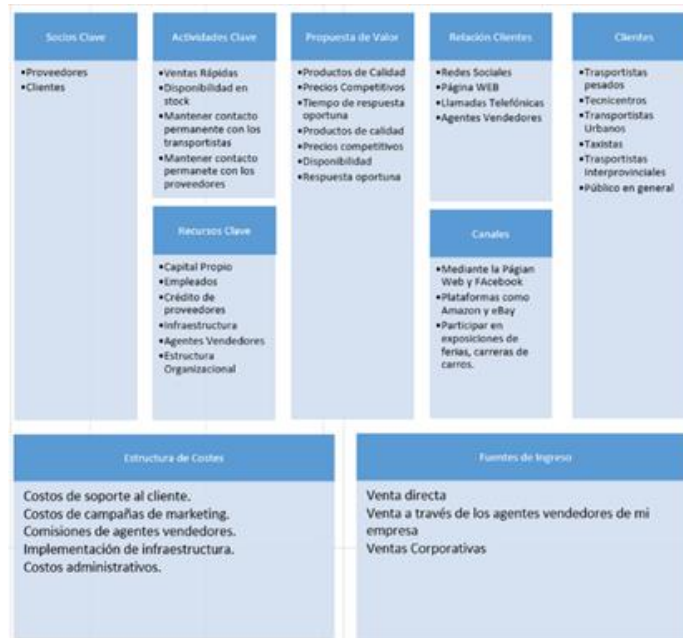 Socios Clave
•Proveedores
•Clientes
Actividades Clave
•Ventas Rápidas
•Disponibilidad en
stock
•Mantener contacto
permanente con los
transportistas
•Mantener contacto
permanete con los
proveedores
Recursos Clave
•Capital Propio
•Empleados
•Crédito de
proveedores
•Infraestructura
•Agentes Vendedores
•Estructura
Organizacional
Propuesta de Valor
•Productos de Calidad
•Precios Competitivos
•Tiempo de respuesta
oportuna
•Productos de calidad
•Precios competitivos
•Disponibilidad
•Respuesta oportuna
Relación Clientes
•Redes Sociales
•Página WEB
•Llamadas Telefónicas
•Agentes Vendedores
Canales
•Mediante la Págian
Web y FAcebook
•Plataformas como
Amazon y eBay
•Participar en
exposiciones de
ferias, carreras de
carros.
Clientes
•Trasportistas
pesados
•Tecnicentros
•Transportistas
Urbanos
•Taxistas
•Trasportistas
Interprovinciales
•Público en general
Estructura de Costes
Costos de soporte al cliente.
Costos de campañas de marketing.
Comisiones de agentes vendedores.
Implementación de infraestructura.
Costos administrativos.
Fuentes de Ingreso
Venta directa
Venta a través de los agentes vendedores de mi
empresa
Ventas Corporativas